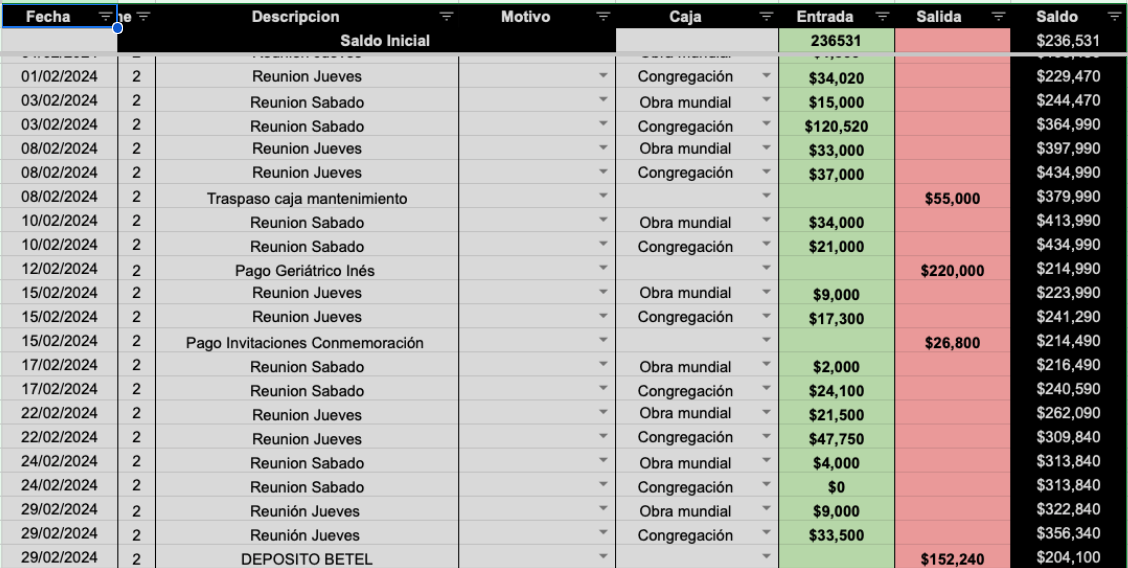 Fecha me Descripcion Motivo Caja Entrada Salida Saldo
Saldo Inicial 236531 $236,531
01/02/2024 2 Reunion Jueves Congregación $34,020 $229,470
03/02/2024 2 Reunion Sabado Obra mundial $15,000 $244,470
03/02/2024 2 Reunion Sabado Congregación $120,520 $364,990
08/02/2024 2 Reunion Jueves Obra mundial $33,000 $397,990
08/02/2024 2 Reunion Jueves Congregación $37,000 $434,990
08/02/2024 2 Traspaso caja mantenimiento $55,000 $379,990
10/02/2024 2 Reunion Sabado Obra mundial $34,000 $413,990
10/02/2024 2 Reunion Sabado Congregación $21,000 $434,990
12/02/2024 2 Pago Geriátrico Inés $220,000 $214,990
15/02/2024 2 Reunion Jueves Obra mundial $9,000 $223,990
15/02/2024 2 Reunion Jueves Congregación $17,300 $241,290
15/02/2024 2 Pago Invitaciones Conmemoración $26,800 $214,490
17/02/2024 2 Reunion Sabado Obra mundial $2,000 $216,490
17/02/2024 2 Reunion Sabado Congregación $24,100 $240,590
22/02/2024 2 Reunion Jueves Obra mundial $21,500 $262,090
22/02/2024 2 Reunion Jueves Congregación $47,750 $309,840
24/02/2024 2 Reunion Sabado Obra mundial $4,000 $313,840
24/02/2024 2 Reunion Sabado Congregación $0 $313,840
29/02/2024 2 Reunión Jueves Obra mundial $9,000 $322,840
29/02/2024 2 Reunión Jueves Congregación $33,500 $356,340
29/02/2024 2 DEPOSITO BETEL $152,240 $204,100